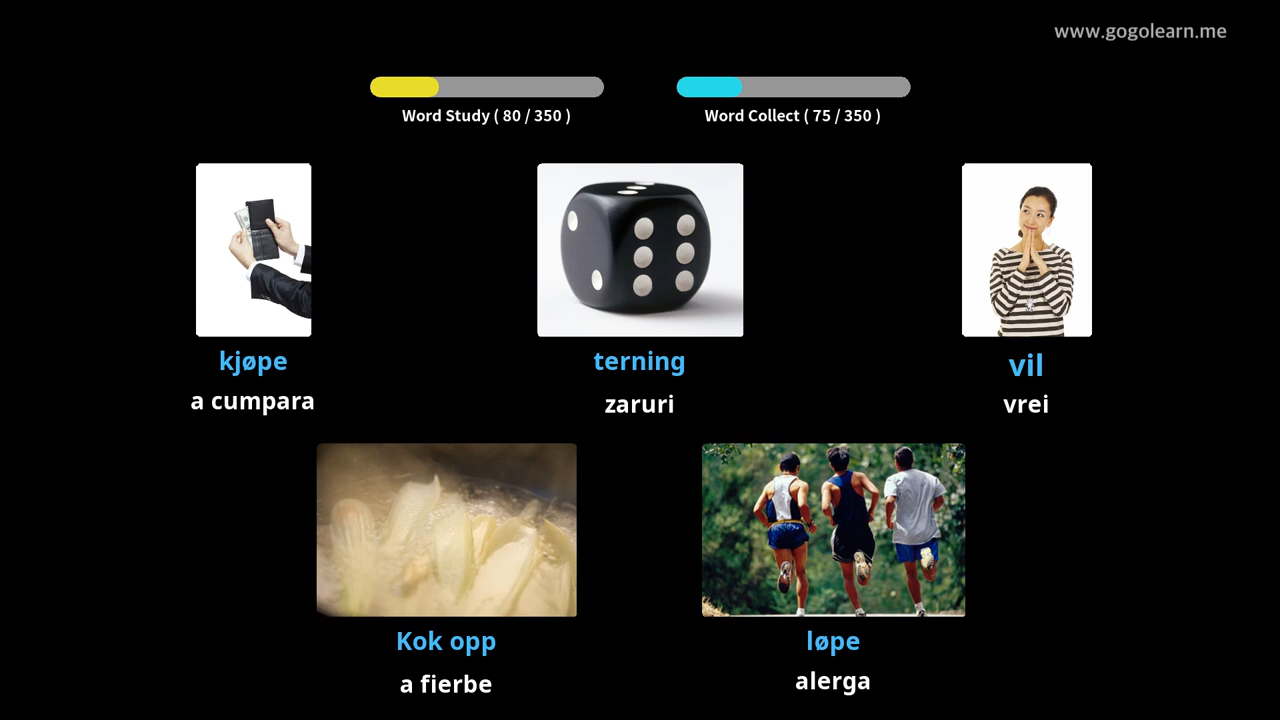 www.gogolearn.me
Word Study ( 80 / 350 )
Word Collect ( 75 / 350 )
kjøpe
a cumpara
terning
zaruri
vil
vrei
Kok opp
a fierbe
løpe
alerga